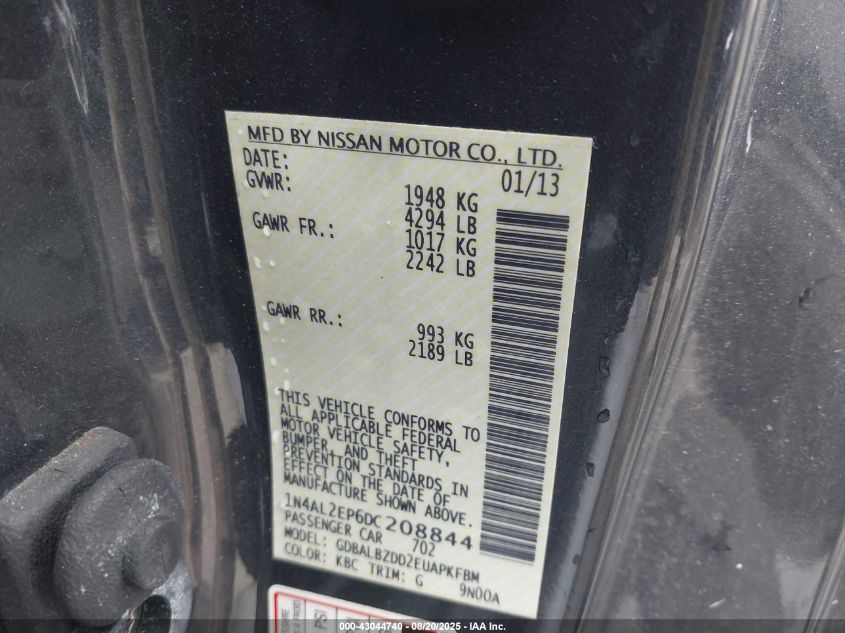 MFD BY NISSAN MOTOR CO., LTD.
DATE: 01/13
GVWR: 1948 KG
4294 LB
GAWR FR.: 1017 KG
2242 LB
GAWR RR.: 993 KG
2189 LB
THIS VEHICLE CONFORMS TO
ALL APPLICABLE FEDERAL
MOTOR VEHICLE SAFETY,
BUMPER, AND THEFT
PREVENTION STANDARDS IN
EFFECT ON THE DATE OF
MANUFACTURE SHOWN ABOVE.
1N4AL2EP6DC208844
PASSENGER CAR 702
MODEL: GDBALBZDD2EUAPKFBM
COLOR: KBC TRIM: G 9N00A
PSI
000-43044740 - 08/20/2025 - IAA Inc.